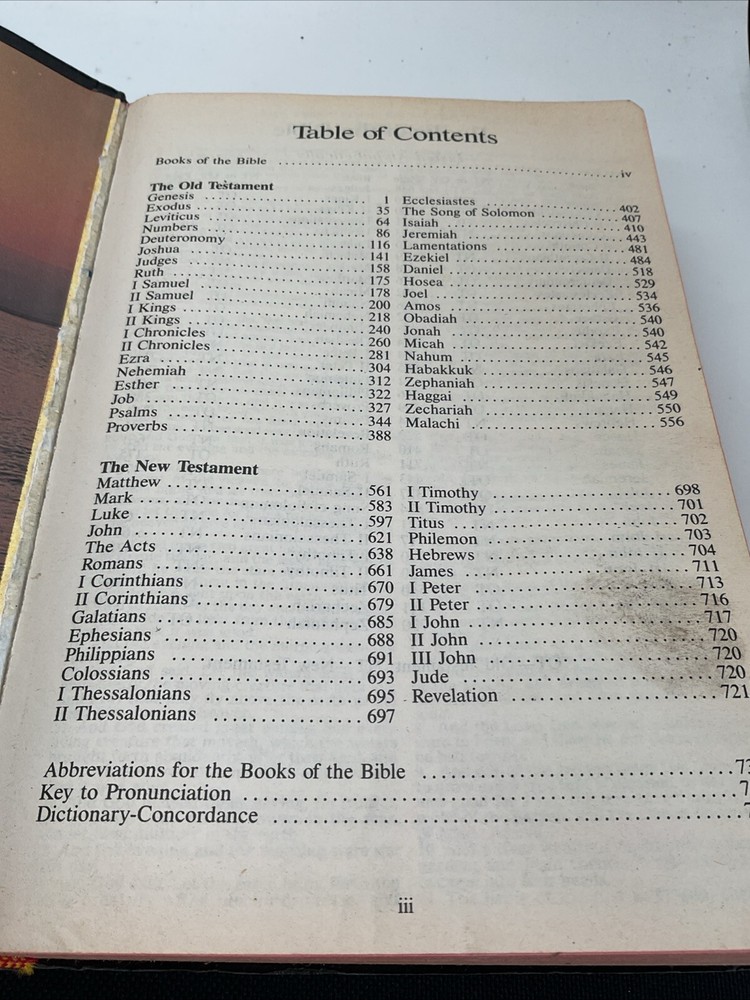 Table of Contents
Books of the Bible .......... iv
The Old Testament
Genesis .......... 1
Exodus .......... 35
Leviticus .......... 64
Numbers .......... 86
Deuteronomy .......... 116
Joshua .......... 141
Judges .......... 158
Ruth .......... 175
I Samuel .......... 178
II Samuel .......... 200
I Kings .......... 218
II Kings .......... 240
I Chronicles .......... 260
II Chronicles .......... 281
Ezra .......... 304
Nehemiah .......... 312
Esther .......... 322
Job .......... 327
Psalms .......... 344
Proverbs .......... 388
Ecclesiastes .......... 402
The Song of Solomon .......... 407
Isaiah .......... 410
Jeremiah .......... 443
Lamentations .......... 481
Ezekiel .......... 484
Daniel .......... 518
Hosea .......... 529
Joel .......... 534
Amos .......... 536
Obadiah .......... 540
Jonah .......... 540
Micah .......... 542
Nahum .......... 545
Habakkuk .......... 546
Zephaniah .......... 547
Haggai .......... 549
Zechariah .......... 550
Malachi .......... 556
The New Testament
Matthew .......... 561
Mark .......... 583
Luke .......... 597
John .......... 621
The Acts .......... 638
Romans .......... 661
I Corinthians .......... 670
II Corinthians .......... 679
Galatians .......... 685
Ephesians .......... 688
Philippians .......... 691
Colossians .......... 693
I Thessalonians .......... 695
II Thessalonians .......... 697
I Timothy .......... 698
II Timothy .......... 701
Titus .......... 702
Philemon .......... 703
Hebrews .......... 704
James .......... 711
I Peter .......... 713
II Peter .......... 716
I John .......... 717
II John .......... 720
III John .......... 720
Jude .......... 720
Revelation .......... 721
Abbreviations for the Books of the Bible ..........
Key to Pronunciation ..........
Dictionary-Concordance ..........
iii